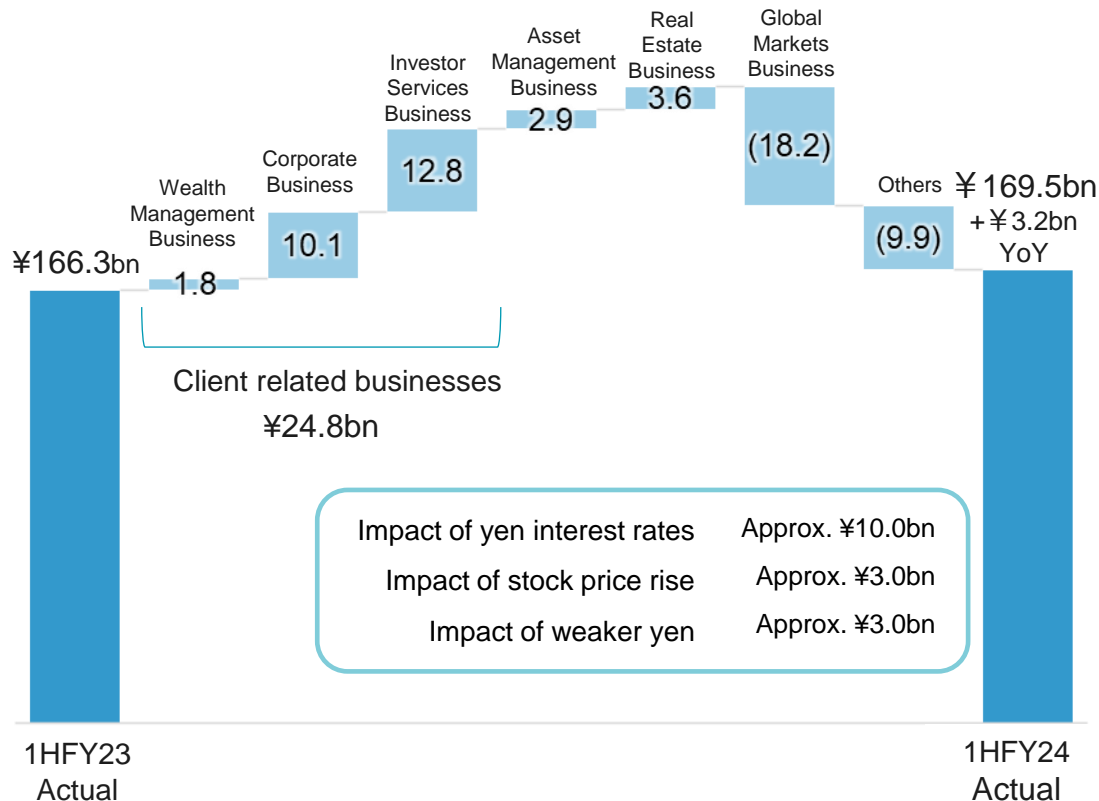 ¥166.3bn
Wealth
Management
Business
1.8
Corporate
Business
10.1
Investor
Services
Business
12.8
Asset
Management
Business
2.9
Real
Estate
Business
3.6
Global
Markets
Business
(18.2)
Others
(9.9)
￥169.5bn
+￥3.2bn
YoY
Client related businesses
¥24.8bn
Impact of yen interest rates Approx. ¥10.0bn
Impact of stock price rise Approx. ¥3.0bn
Impact of weaker yen Approx. ¥3.0bn
1HFY23
Actual
1HFY24
Actual